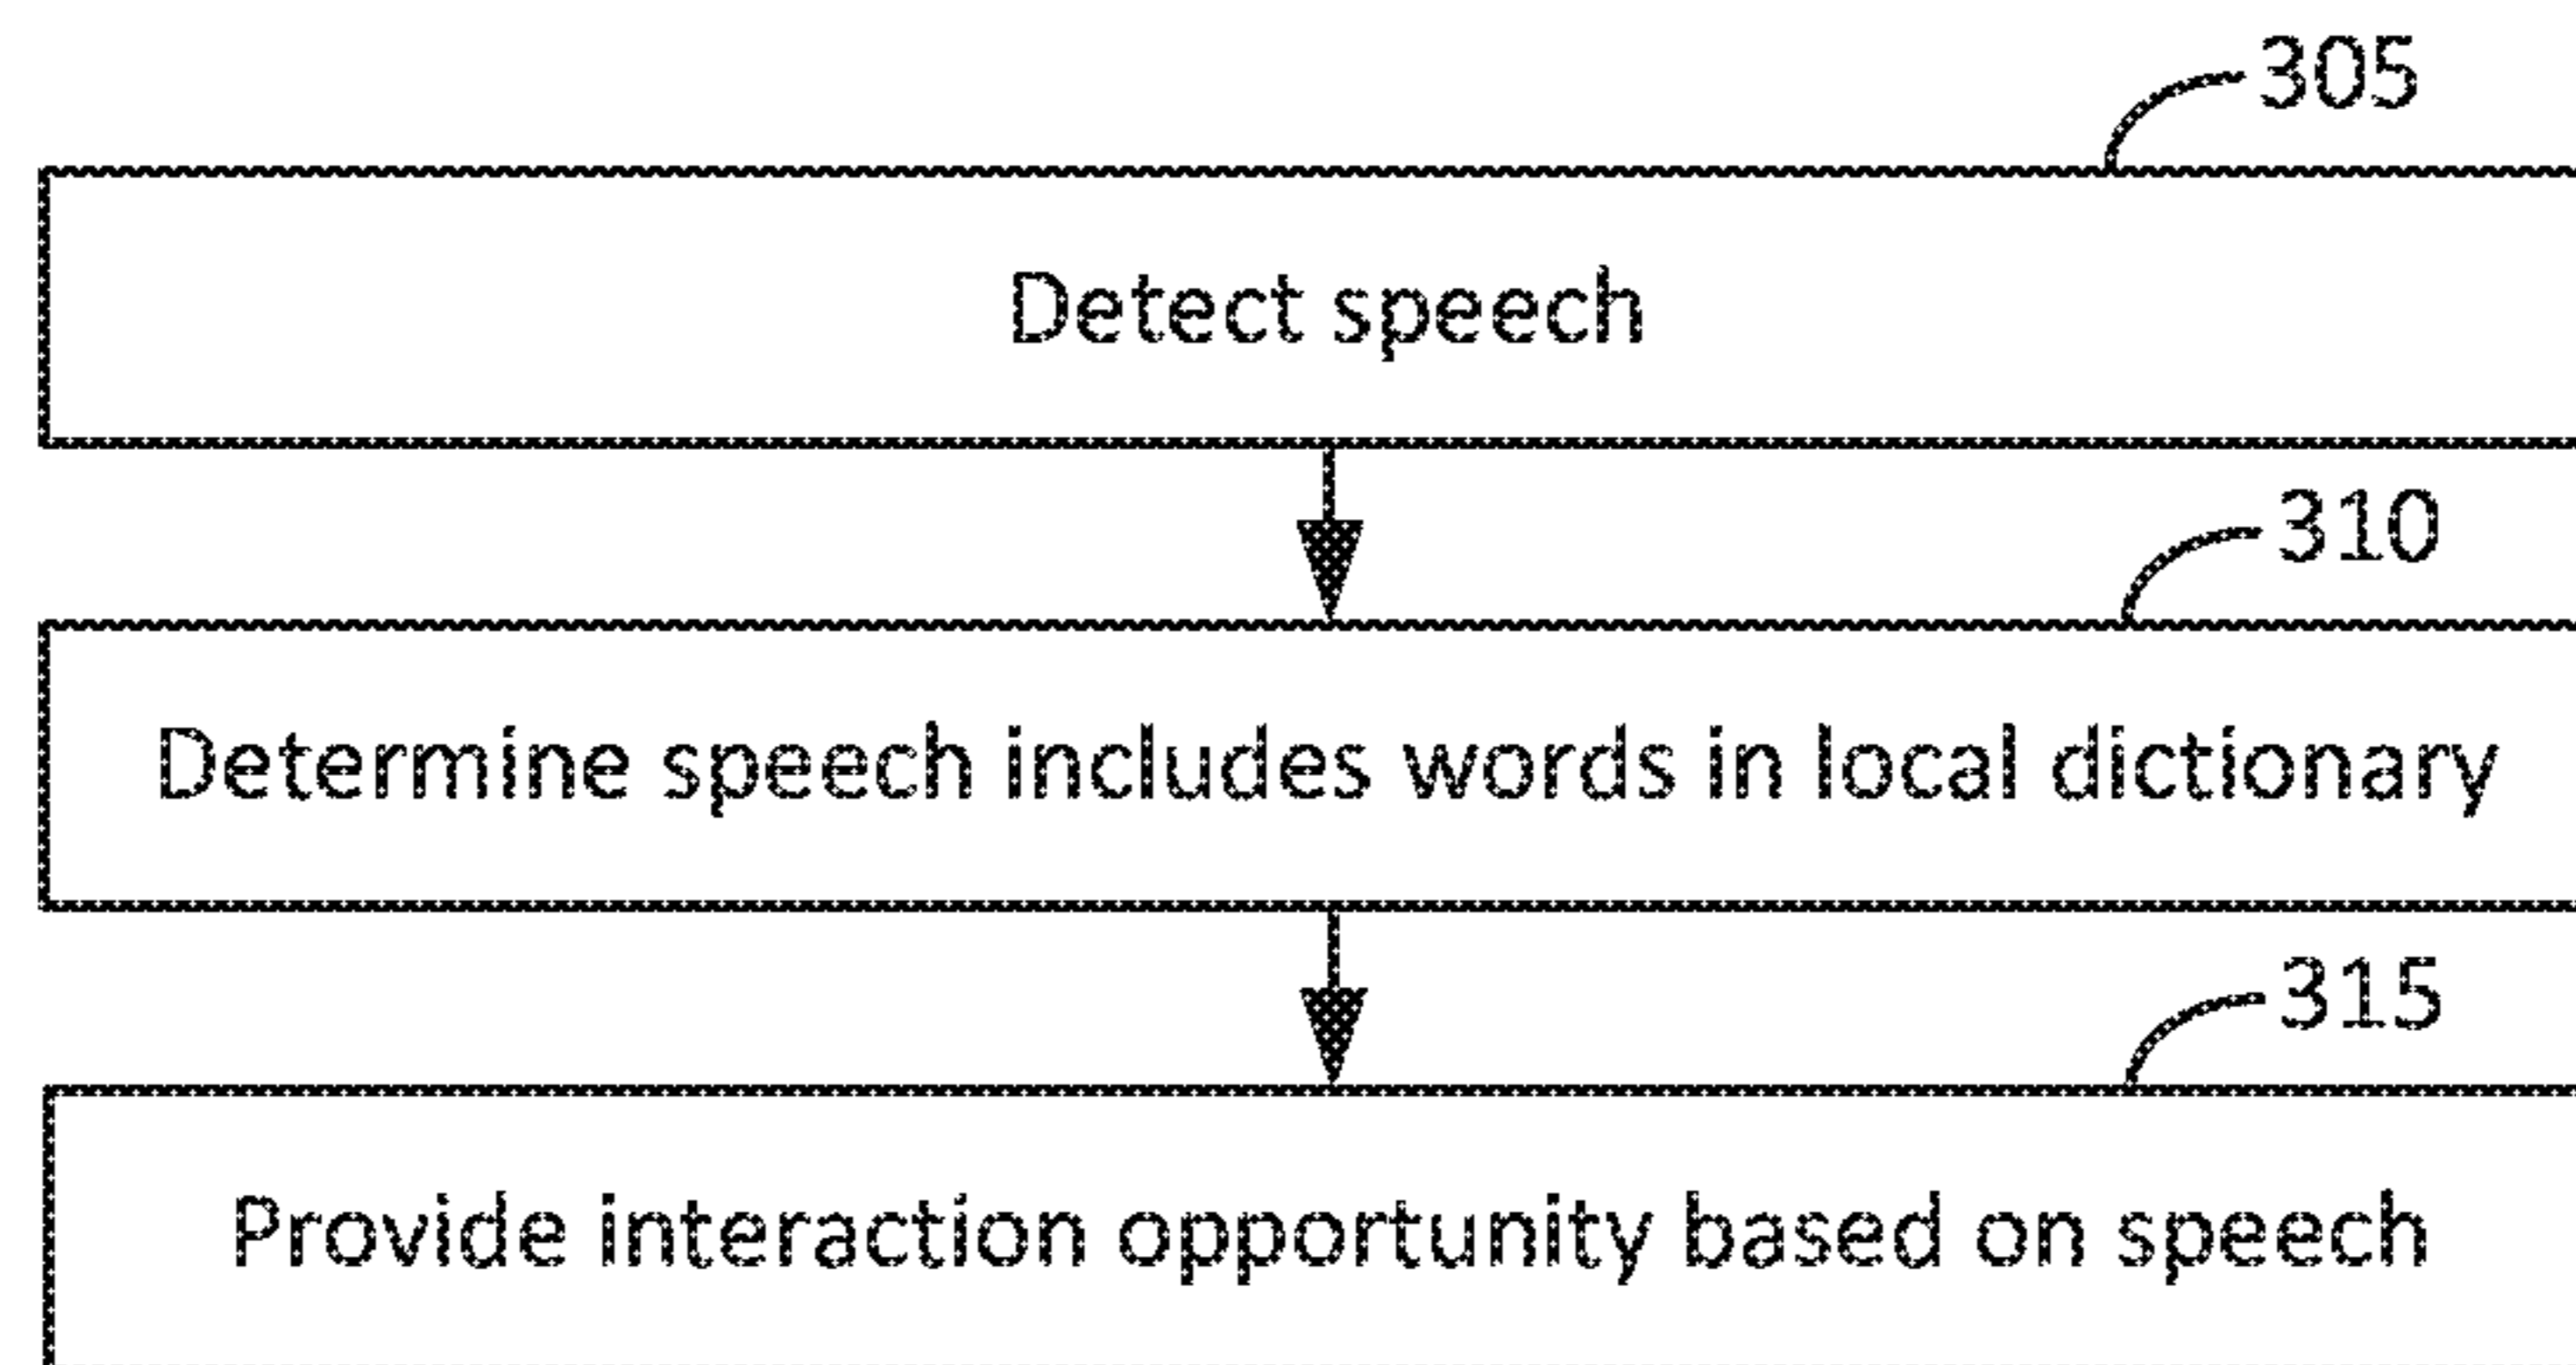 305
Detect speech
310
Determine speech includes words in local dictionary
315
Provide interaction opportunity based on speech